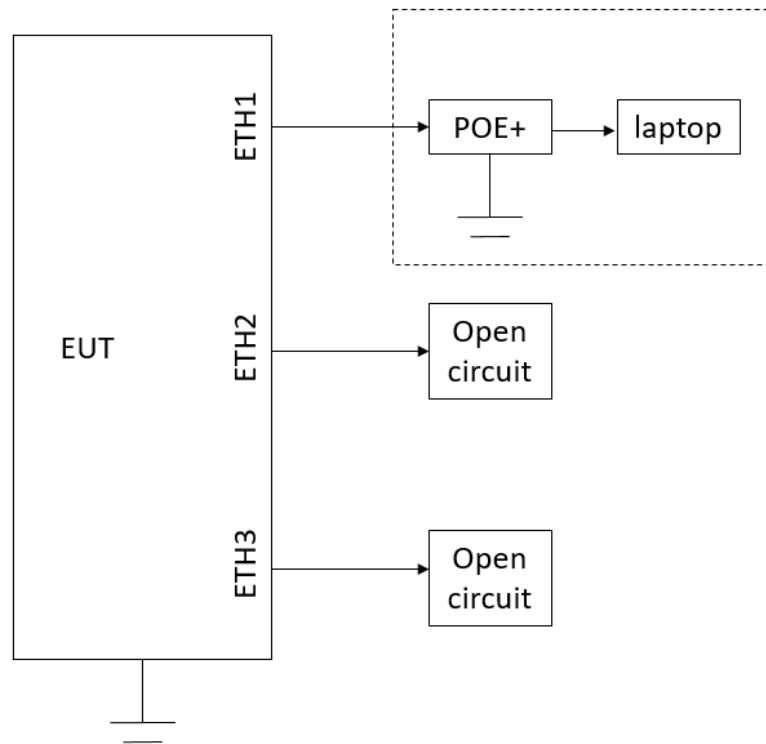 ETH1
POE+
laptop
EUT
ETH2
Open
circuit
ETH3
Open
circuit